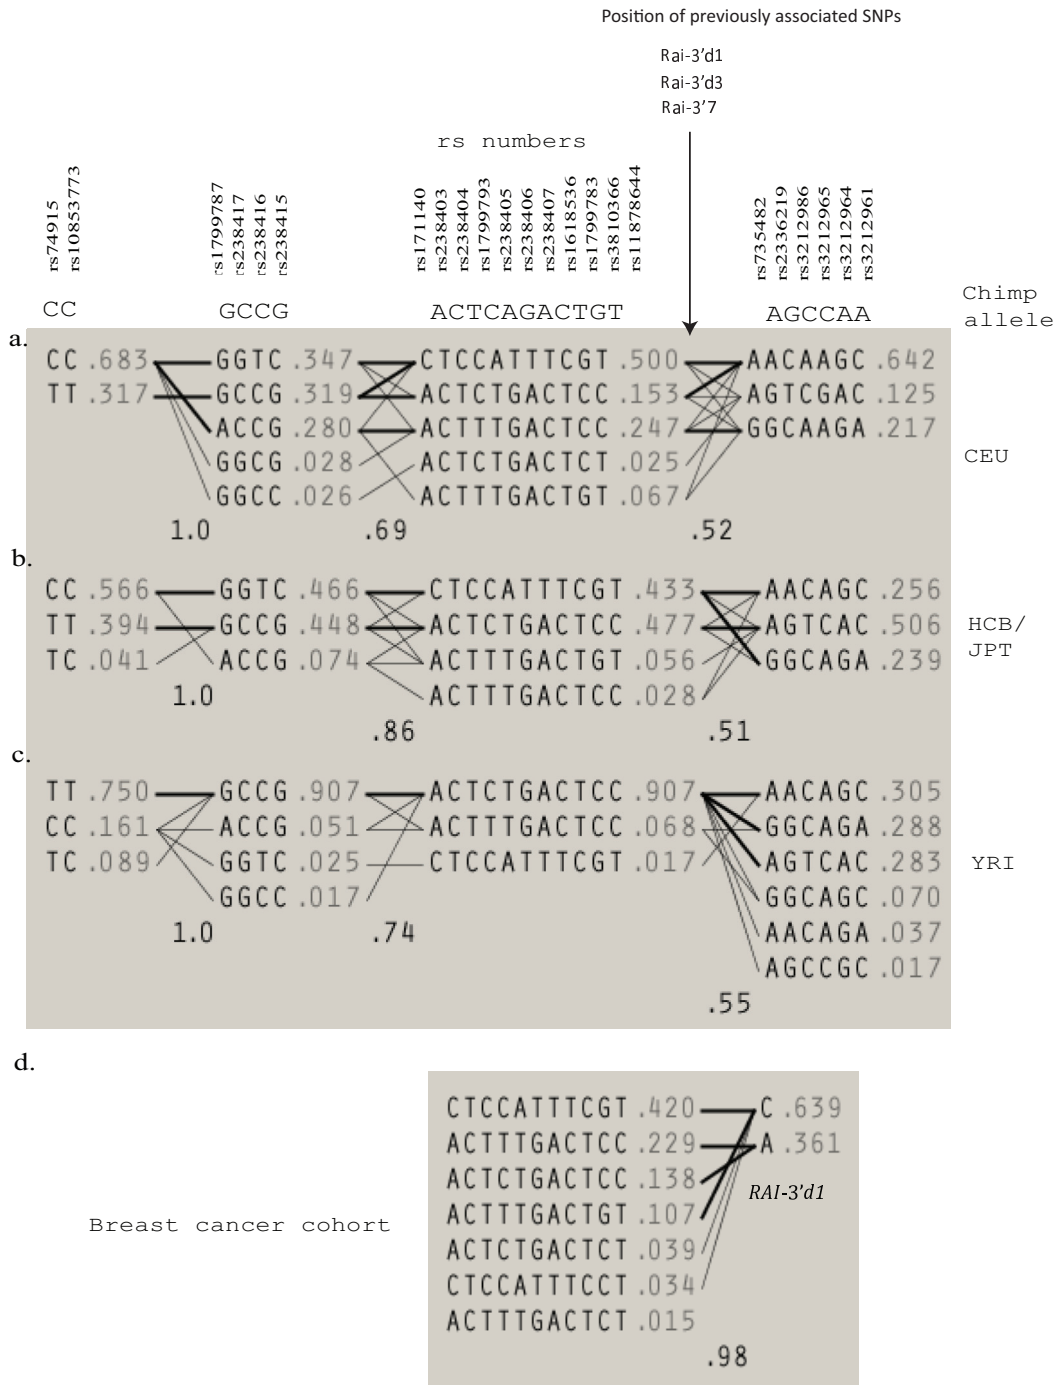 Position of previously associated SNPs
Rai-3'd1
Rai-3'd3
Rai-3'7
rs numbers
rs74915
rs10853773
rs1799787
rs238417
rs238416
rs238415
rs171140
rs238403
rs238404
rs1799793
rs238405
rs238406
rs238407
rs1618536
rs1799783
rs3810366
rs11878644
rs735482
rs2336219
rs3212986
rs3212965
rs3212964
rs3212961
CC GCCG ACTCAGACTGT AGCCAA Chimp allele
a.
CC .683 GGTC .347 CTCCATTTCGT .500 AACAAGC .642
TT .317 GCCG .319 ACTCTGACTCC .153 AGTCGAC .125
ACCG .280 ACTTTGACTCC .247 GGCAAGA .217
CEU
GGCG .028 ACTCTGACTCT .025
GGCC .026 ACTTTGACTGT .067
1.0 .69 .52
b.
CC .566 GGTC .466 CTCCATTTCGT .433 AACAGC .256
TT .394 GCCG .448 ACTCTGACTCC .477 AGTCAC .506
HCB/
JPT
TC .041 ACCG .074 ACTTTGACTGT .056 GGCAGA .239
1.0 ACTTTGACTCC .028
.86 .51
c.
TT .750 GCCG .907 ACTCTGACTCC .907 AACAGC .305
CC .161 ACCG .051 ACTTTGACTCC .068 GGCAGA .288
TC .089 GGTC .025 CTCCATTTCGT .017 AGTCAC .283
YRI
GGCC .017 GGCAGC .070
1.0 .74 AACAGA .037
AGCCGC .017
.55
d.
CTCCATTTCGT .420 C .639
ACTTTGACTCC .229 A .361
ACTCTGACTCC .138 RAI-3'd1
ACTTTGACTGT .107
Breast cancer cohort
ACTCTGACTCT .039
CTCCATTTCCT .034
ACTTTGACTCT .015
.98